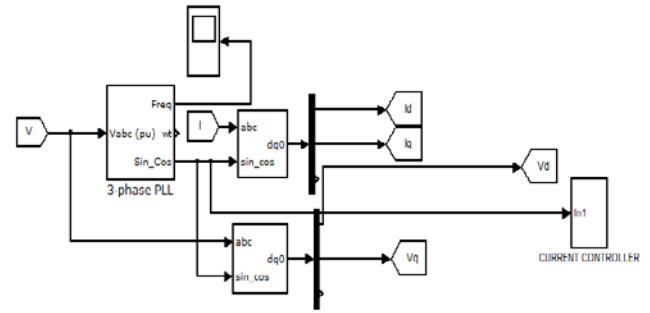 Freq
V
Vabc (pu)
wt
Sin_Cos
3-phase PLL
I
abc
dq0
sin_cos
Id
Iq
Vd
In1
CURRENT CONTROLLER
abc
dq0
sin_cos
Vq